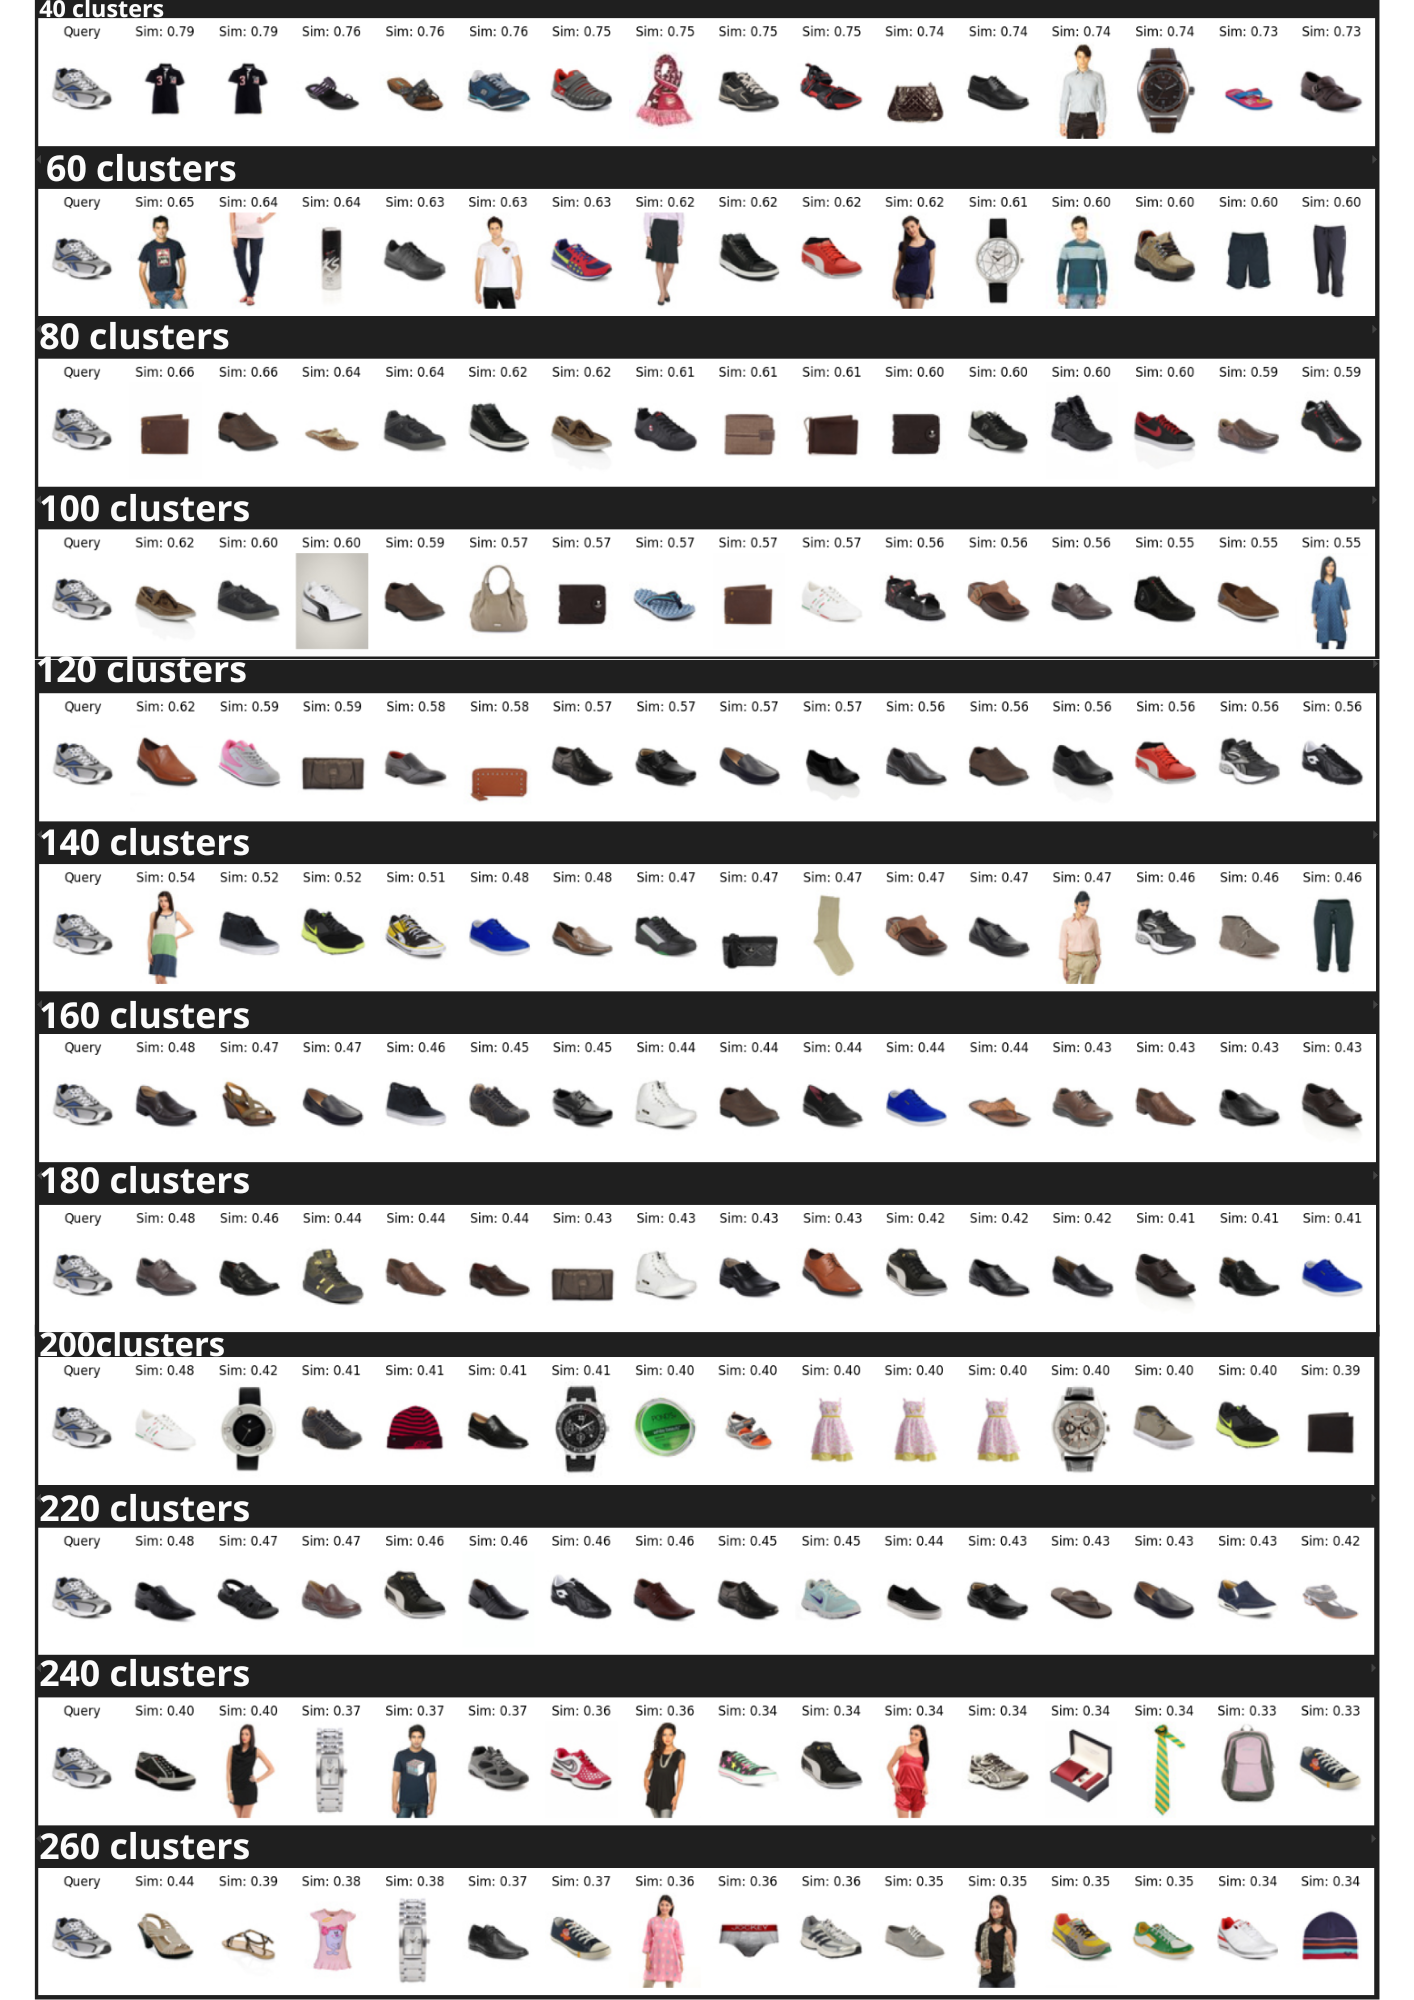 40 clusters
Query Sim: 0.79 Sim: 0.79 Sim: 0.76 Sim: 0.76 Sim: 0.76 Sim: 0.75 Sim: 0.75 Sim: 0.75 Sim: 0.75 Sim: 0.74 Sim: 0.74 Sim: 0.74 Sim: 0.74 Sim: 0.73 Sim: 0.73
60 clusters
Query Sim: 0.65 Sim: 0.64 Sim: 0.64 Sim: 0.63 Sim: 0.63 Sim: 0.63 Sim: 0.62 Sim: 0.62 Sim: 0.62 Sim: 0.62 Sim: 0.61 Sim: 0.60 Sim: 0.60 Sim: 0.60 Sim: 0.60
80 clusters
Query Sim: 0.66 Sim: 0.66 Sim: 0.64 Sim: 0.64 Sim: 0.62 Sim: 0.62 Sim: 0.61 Sim: 0.61 Sim: 0.61 Sim: 0.60 Sim: 0.60 Sim: 0.60 Sim: 0.60 Sim: 0.59 Sim: 0.59
100 clusters
Query Sim: 0.62 Sim: 0.60 Sim: 0.60 Sim: 0.59 Sim: 0.57 Sim: 0.57 Sim: 0.57 Sim: 0.57 Sim: 0.57 Sim: 0.56 Sim: 0.56 Sim: 0.56 Sim: 0.55 Sim: 0.55 Sim: 0.55
120 clusters
Query Sim: 0.62 Sim: 0.59 Sim: 0.59 Sim: 0.58 Sim: 0.58 Sim: 0.57 Sim: 0.57 Sim: 0.57 Sim: 0.57 Sim: 0.56 Sim: 0.56 Sim: 0.56 Sim: 0.56 Sim: 0.56 Sim: 0.56
140 clusters
Query Sim: 0.54 Sim: 0.52 Sim: 0.52 Sim: 0.51 Sim: 0.48 Sim: 0.48 Sim: 0.47 Sim: 0.47 Sim: 0.47 Sim: 0.47 Sim: 0.47 Sim: 0.47 Sim: 0.46 Sim: 0.46 Sim: 0.46
160 clusters
Query Sim: 0.48 Sim: 0.47 Sim: 0.47 Sim: 0.46 Sim: 0.45 Sim: 0.45 Sim: 0.44 Sim: 0.44 Sim: 0.44 Sim: 0.44 Sim: 0.44 Sim: 0.43 Sim: 0.43 Sim: 0.43 Sim: 0.43
180 clusters
Query Sim: 0.48 Sim: 0.46 Sim: 0.44 Sim: 0.44 Sim: 0.44 Sim: 0.43 Sim: 0.43 Sim: 0.43 Sim: 0.43 Sim: 0.42 Sim: 0.42 Sim: 0.42 Sim: 0.41 Sim: 0.41 Sim: 0.41
200clusters
Query Sim: 0.48 Sim: 0.42 Sim: 0.41 Sim: 0.41 Sim: 0.41 Sim: 0.41 Sim: 0.40 Sim: 0.40 Sim: 0.40 Sim: 0.40 Sim: 0.40 Sim: 0.40 Sim: 0.40 Sim: 0.40 Sim: 0.39
220 clusters
Query Sim: 0.48 Sim: 0.47 Sim: 0.47 Sim: 0.46 Sim: 0.46 Sim: 0.46 Sim: 0.46 Sim: 0.45 Sim: 0.45 Sim: 0.44 Sim: 0.43 Sim: 0.43 Sim: 0.43 Sim: 0.43 Sim: 0.42
240 clusters
Query Sim: 0.40 Sim: 0.40 Sim: 0.37 Sim: 0.37 Sim: 0.37 Sim: 0.36 Sim: 0.36 Sim: 0.34 Sim: 0.34 Sim: 0.34 Sim: 0.34 Sim: 0.34 Sim: 0.34 Sim: 0.33 Sim: 0.33
260 clusters
Query Sim: 0.44 Sim: 0.39 Sim: 0.38 Sim: 0.38 Sim: 0.37 Sim: 0.37 Sim: 0.36 Sim: 0.36 Sim: 0.36 Sim: 0.35 Sim: 0.35 Sim: 0.35 Sim: 0.35 Sim: 0.34 Sim: 0.34
JOCKEY